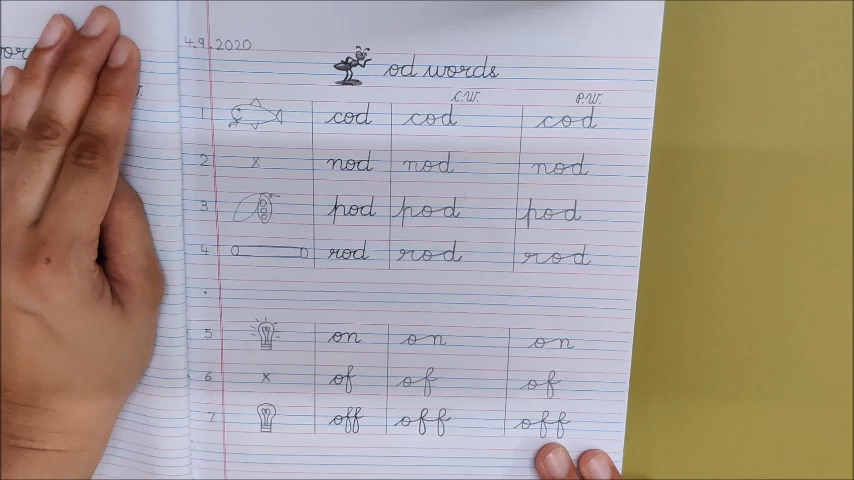 4.9.2020
od words
C.W. P.W.
1 cod cod cod
2 x nod nod nod
3 pod pod pod
4 rod rod rod
5 on on on
6 x of of of
7 off off off